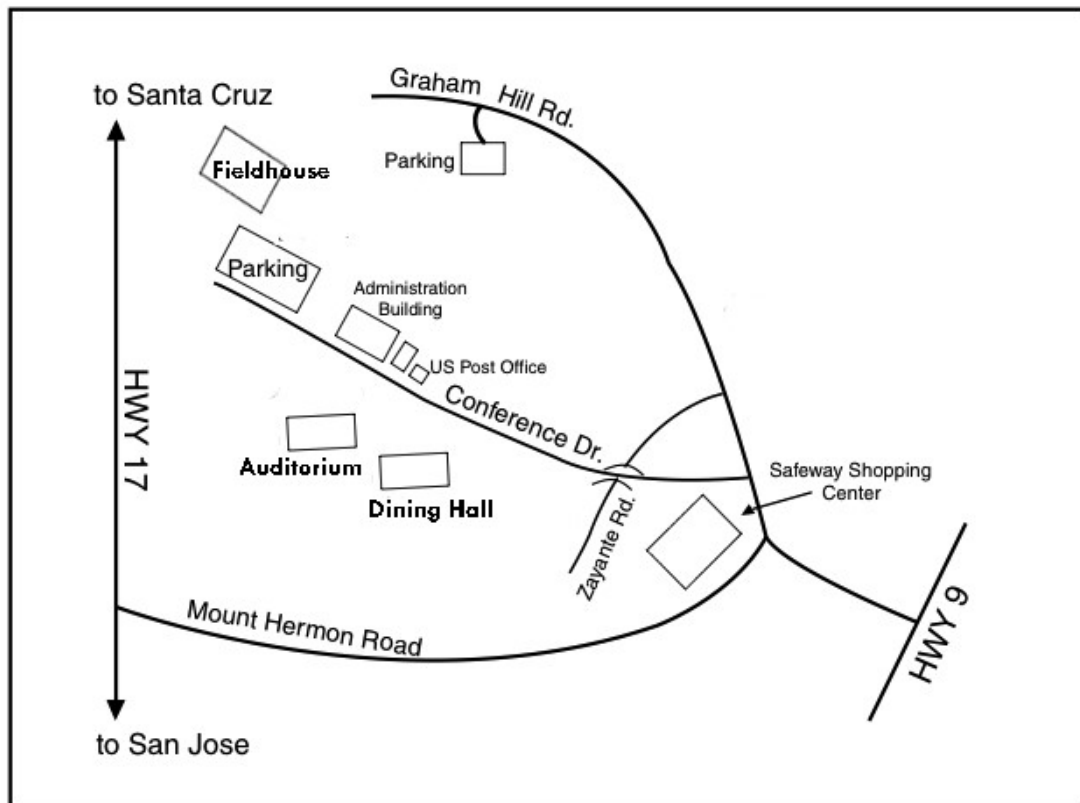 Graham Hill Rd.
to Santa Cruz
Parking
Fieldhouse
Parking
Administration
Building
US Post Office
HWY 17
Conference Dr.
Auditorium
Dining Hall
Safeway Shopping
Center
Zayante Rd.
HWY 9
Mount Hermon Road
to San Jose